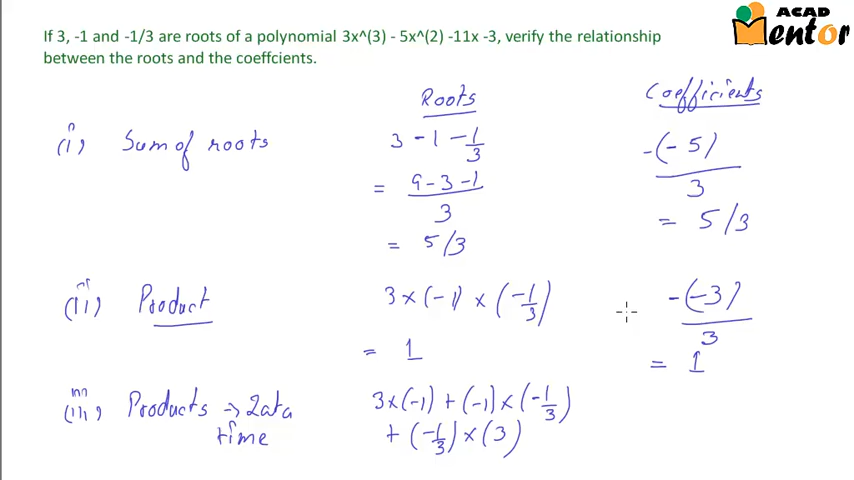 ACAD
mentor
If 3, -1 and -1/3 are roots of a polynomial 3x^(3) - 5x^(2) -11x -3, verify the relationship
between the roots and the coeffcients.
Roots Coefficients
(i) Sum of roots 3 - 1 - 1/3 -(-5)/3
= (9-3-1)/3 = 5/3
= 5/3
(ii) Product 3 × (-1) × (-1/3) -(-3)/3
= 1 = 1
(iii) Products → 2 at a 3×(-1) + (-1) × (-1/3)
time + (-1/3) × (3)